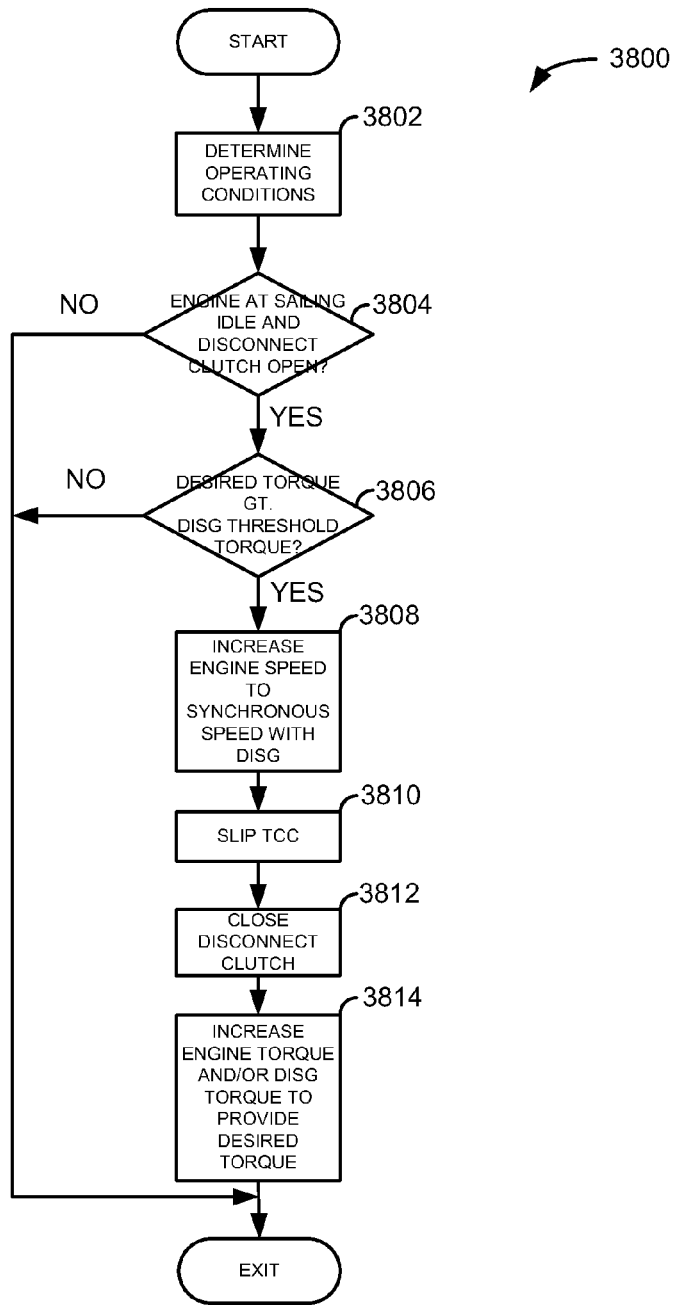 START
3800
3802
DETERMINE
OPERATING
CONDITIONS
NO
ENGINE AT SAILING
IDLE AND
DISCONNECT
CLUTCH OPEN?
3804
YES
NO
DESIRED TORQUE
GT.
DISG THRESHOLD
TORQUE?
3806
YES
3808
INCREASE
ENGINE SPEED
TO
SYNCHRONOUS
SPEED WITH
DISG
3810
SLIP TCC
3812
CLOSE
DISCONNECT
CLUTCH
3814
INCREASE
ENGINE TORQUE
AND/OR DISG
TORQUE TO
PROVIDE
DESIRED
TORQUE
EXIT